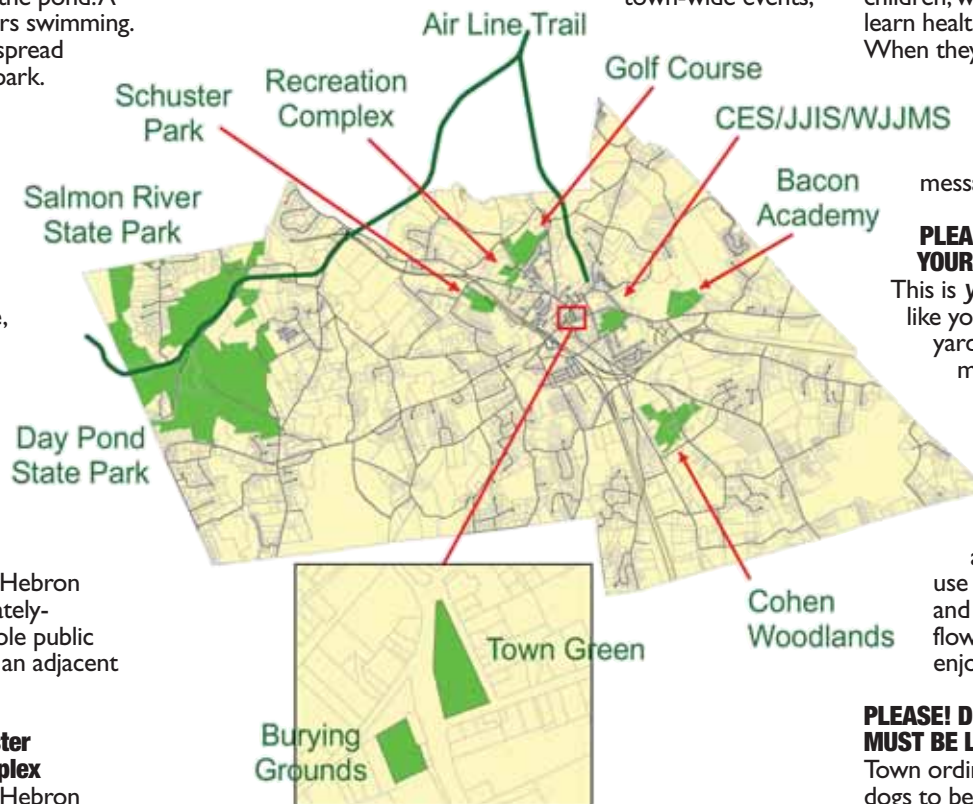 the pond. A
rs swimming.
spread
park.
town-wide events,
children, w
learn healt
When they
Air Line Trail
Golf Course
Schuster
Park
Recreation
Complex
CES/JJIS/WJJMS
Bacon
Academy
Salmon River
State Park
Day Pond
State Park
mess
PLEA
YOUR
This is y
like yo
yard
m
Hebron
ately-
ole public
an adjacent
ter
plex
Hebron
Town Green
Burying
Grounds
Cohen
Woodlands
a
use
and
flow
enjo
PLEASE! D
MUST BE L
Town ordin
dogs to be